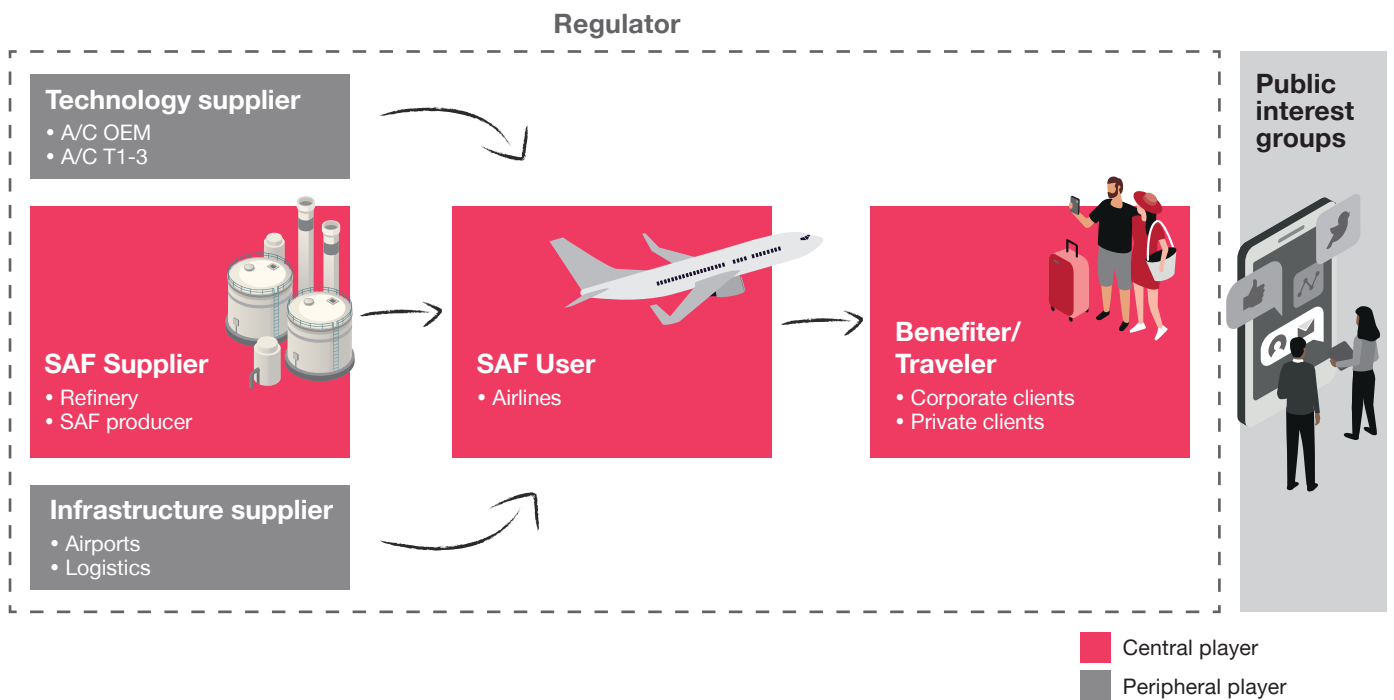 Regulator
Technology supplier
• A/C OEM
• A/C T1-3
SAF Supplier
• Refinery
• SAF producer
Infrastructure supplier
• Airports
• Logistics
SAF User
• Airlines
Benefiter/
Traveler
• Corporate clients
• Private clients
Public
interest
groups
Central player
Peripheral player